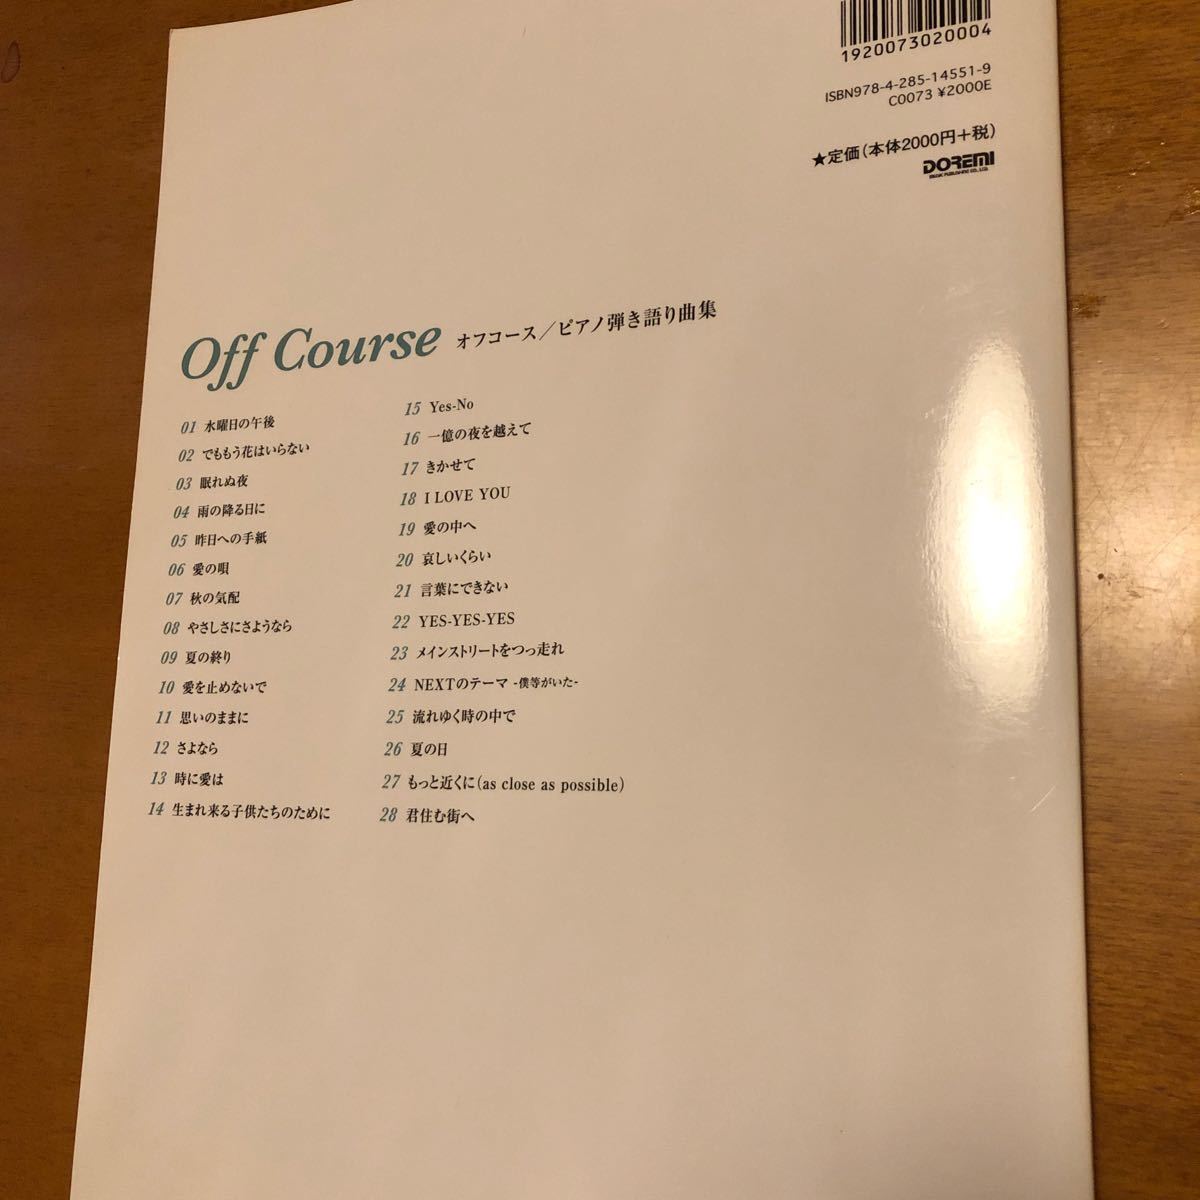 1920073020004
ISBN978-4-285-14551-9
C0073 ¥2000E
★定価(本体2000円+税)
DOREMI
MUSIC PUBLISHING CO., LTD.
Off Course オフコース/ピアノ弾き語り曲集
01 水曜日の午後
02 でももう花はいらない
03 眠れぬ夜
04 雨の降る日に
05 昨日への手紙
06 愛の唄
07 秋の気配
08 やさしさにさようなら
09 夏の終り
10 愛を止めないで
11 思いのままに
12 さよなら
13 時に愛は
14 生まれ来る子供たちのために
15 Yes-No
16 一億の夜を越えて
17 きかせて
18 I LOVE YOU
19 愛の中へ
20 哀しいくらい
21 言葉にできない
22 YES-YES-YES
23 メインストリートをつっ走れ
24 NEXTのテーマ -僕等がいた-
25 流れゆく時の中で
26 夏の日
27 もっと近くに(as close as possible)
28 君住む街へ